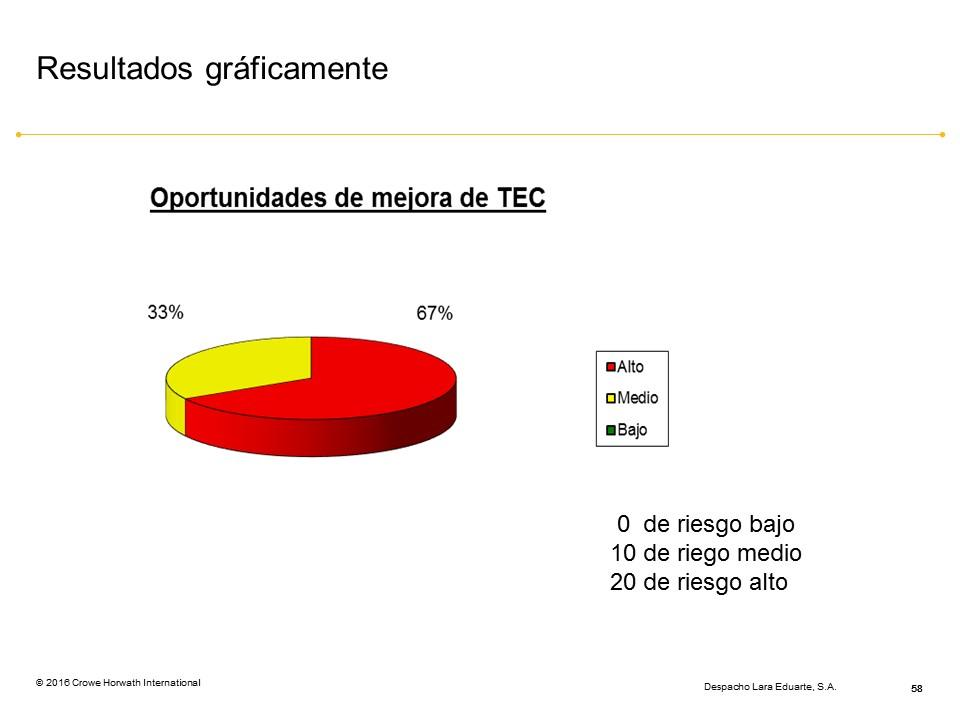 Resultados gráficamente
Oportunidades de mejora de TEC
33%
67%
Alto
Medio
Bajo
0 de riesgo bajo
10 de riego medio
20 de riesgo alto
© 2016 Crowe Horwath International
Despacho Lara Eduarte, S.A.
58